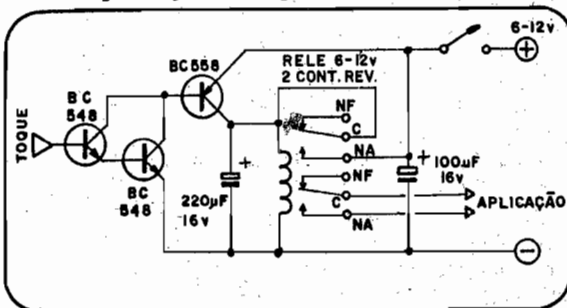 6-12v
BC558
RELE 6-12v
2 CONT. REV.
NF
C
BC
548
TOQUE
BC
548
NA
NF
100µF
16v
220µF
16v
C
APLICAÇÃO
NA